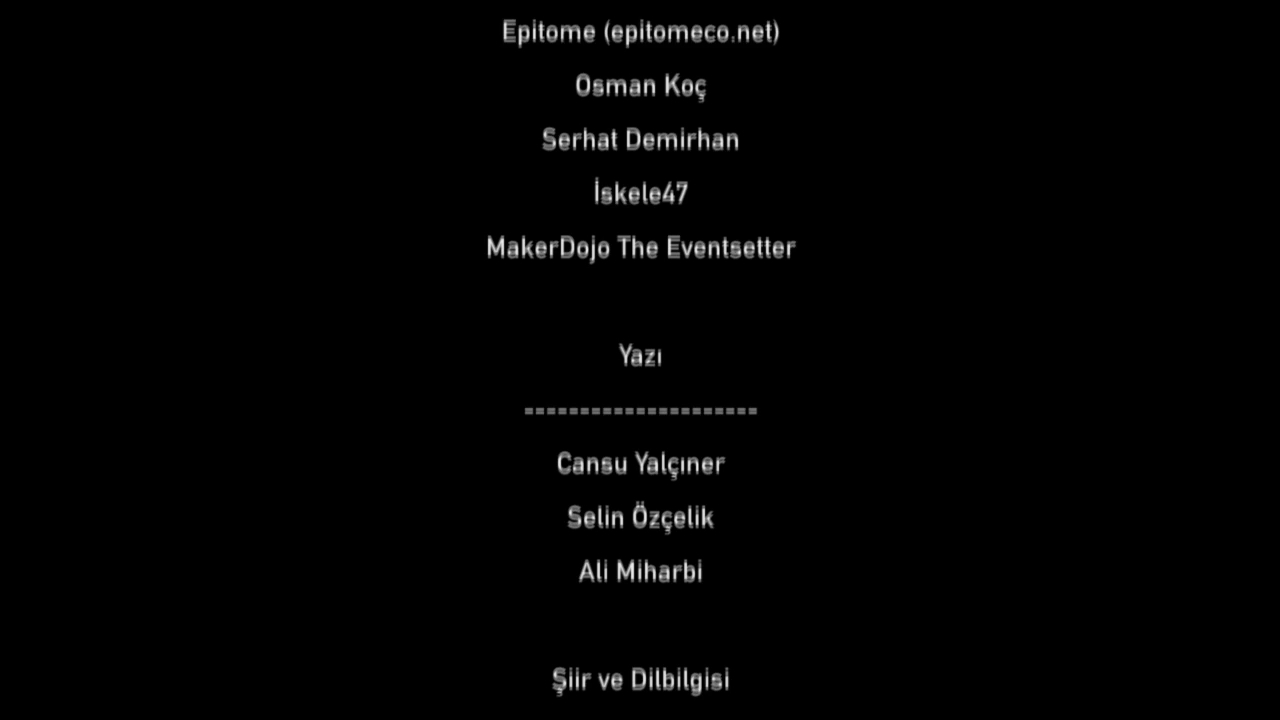 Epitome (epitomeco.net)
Osman Koç
Serhat Demirhan
İskele47
MakerDojo The Eventsetter
Yazı
=====================
Cansu Yalçıner
Selin Özçelik
Ali Miharbi
Şiir ve Dilbilgisi